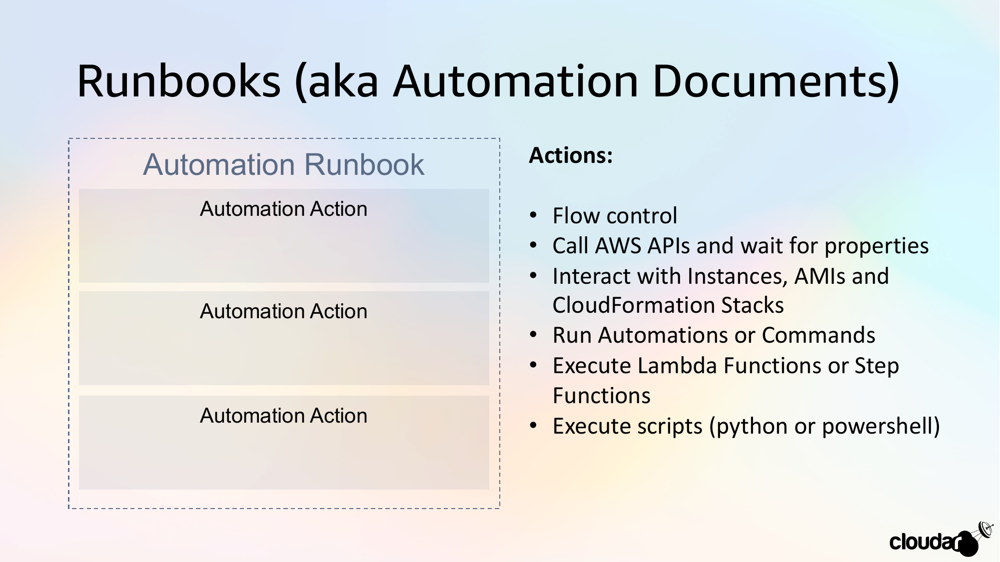 Runbooks (aka Automation Documents)
Automation Runbook
Automation Action
Automation Action
Automation Action
Actions:
• Flow control
• Call AWS APIs and wait for properties
• Interact with Instances, AMIs and
CloudFormation Stacks
• Run Automations or Commands
• Execute Lambda Functions or Step
Functions
• Execute scripts (python or powershell)
cloudar